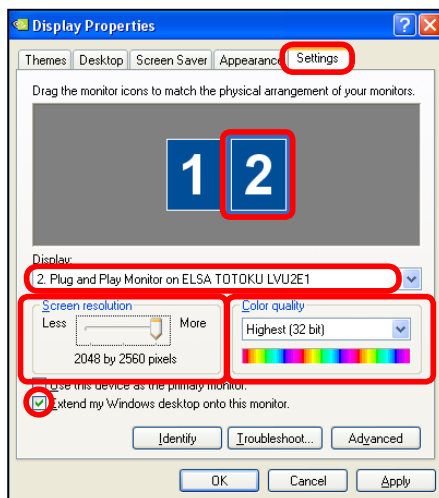 Display Properties
Themes Desktop Screen Saver Appearance Settings
Drag the monitor icons to match the physical arrangement of your monitors.
1 2
Display:
2. Plug and Play Monitor on ELSA TOTOKU LVU2E1
Screen resolution
Less More
2048 by 2560 pixels
Color quality
Highest (32 bit)
Use this device as the primary monitor.
Extend my Windows desktop onto this monitor.
Identify Troubleshoot... Advanced
OK Cancel Apply